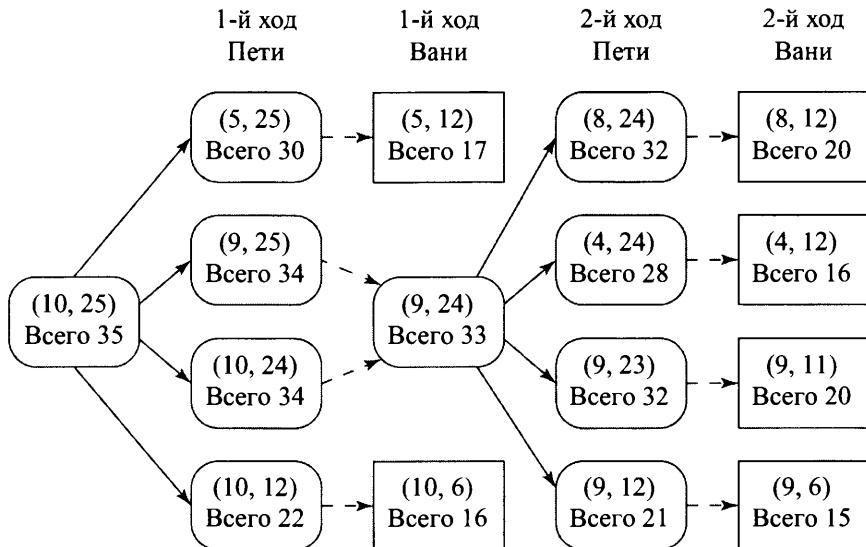 1-й ход
Пети
1-й ход
Вани
2-й ход
Пети
2-й ход
Вани
(5, 25)
Всего 30
(5, 12)
Всего 17
(8, 24)
Всего 32
(8, 12)
Всего 20
(9, 25)
Всего 34
(4, 24)
Всего 28
(4, 12)
Всего 16
(10, 25)
Всего 35
(9, 24)
Всего 33
(10, 24)
Всего 34
(9, 23)
Всего 32
(9, 11)
Всего 20
(10, 12)
Всего 22
(10, 6)
Всего 16
(9, 12)
Всего 21
(9, 6)
Всего 15